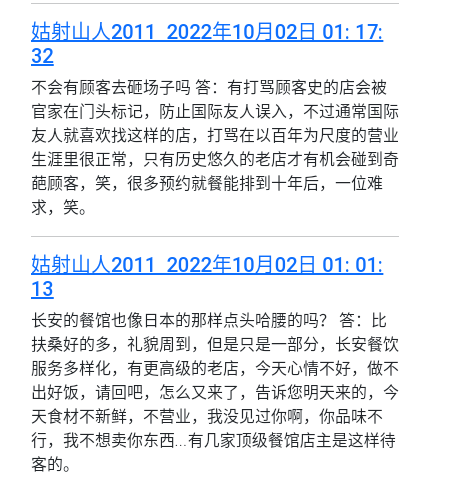 姑射山人2011  2022年10月02日 01: 17:
32
不会有顾客去砸场子吗 答：有打骂顾客史的店会被
官家在门头标记，防止国际友人误入，不过通常国际
友人就喜欢找这样的店，打骂在以百年为尺度的营业
生涯里很正常，只有历史悠久的老店才有机会碰到奇
葩顾客，笑，很多预约就餐能排到十年后，一位难
求，笑。
姑射山人2011  2022年10月02日 01: 01:
13
长安的餐馆也像日本的那样点头哈腰的吗？ 答：比
扶桑好的多，礼貌周到，但是只是一部分，长安餐饮
服务多样化，有更高级的老店，今天心情不好，做不
出好饭，请回吧，怎么又来了，告诉您明天来的，今
天食材不新鲜，不营业，我没见过你啊，你品味不
行，我不想卖你东西…有几家顶级餐馆店主是这样待
客的。